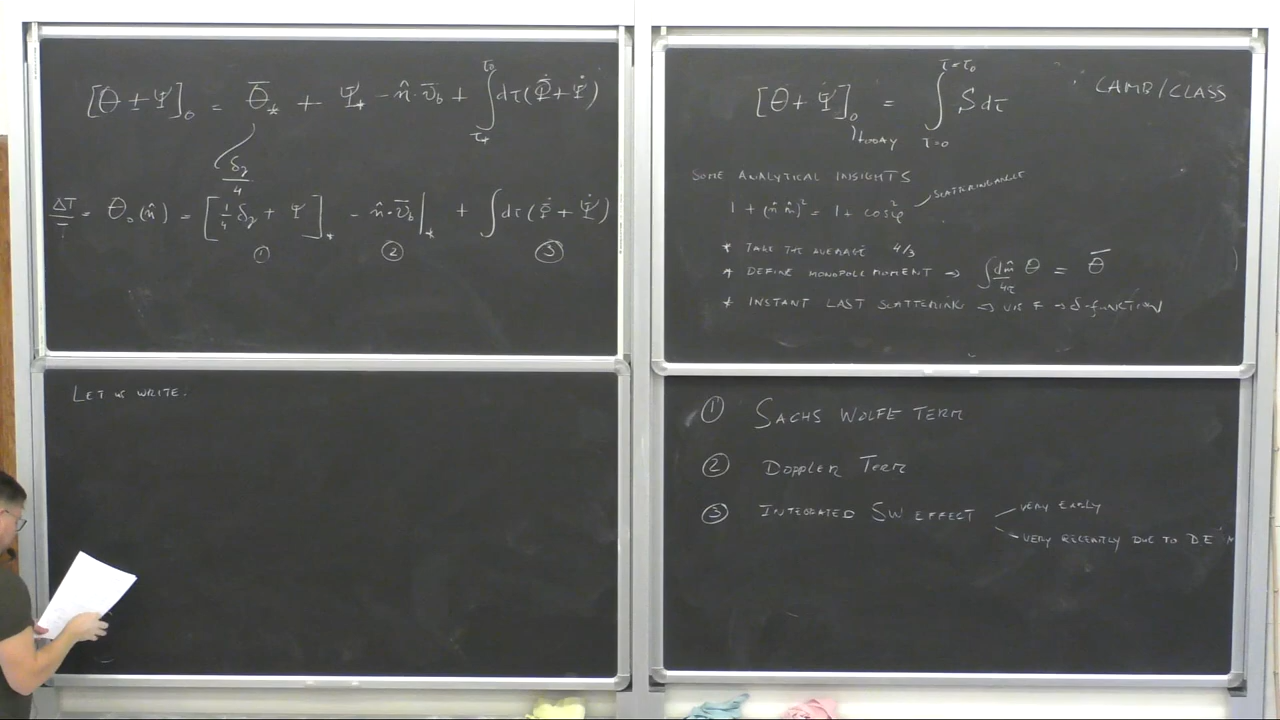 [Θ + Ψ]₀ = Θ̄_* + Ψ_* - n̂·v̄_b + ∫_{τ_*}^{τ₀} dτ(Φ̇ + Ψ̇)
δ_γ/4
ΔT/T = Θ₀(n̂) = [¼ δ_γ + Ψ]_* - n̂·v̄_b|_* + ∫dτ(Φ̇ + Ψ̇)
① ② ③
LET US WRITE:
[Θ + Ψ]₀ = ∫_{τ=0}^{τ=τ₀} S dτ
TODAY
CAMB/CLASS
SOME ANALYTICAL INSIGHTS
SCATTERING ANGLE
1 + (n̂ m̂)² = 1 + cos²φ
* TAKE THE AVERAGE 4/3
* DEFINE MONOPOLE MOMENT → ∫dm̂/4π Θ = Θ̄
* INSTANT LAST SCATTERING → VIS F → δ-FUNCTION
① SACHS WOLFE TERM
② DOPPLER TERM
③ INTEGRATED SW EFFECT
VERY EARLY
VERY RECENTLY DUE TO DE